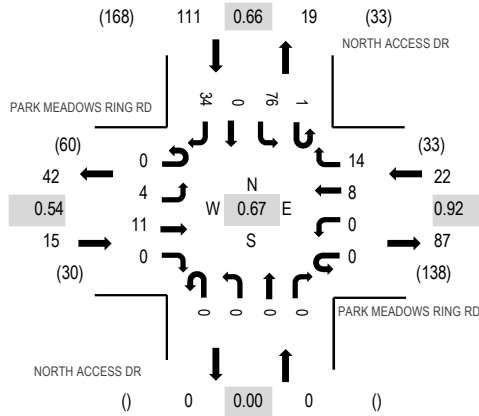 (168) 111 0.66 19 (33)
NORTH ACCESS DR
PARK MEADOWS RING RD
34 0 76 1
(60) (33)
0 14
42 22
4 8
N
0.54 W 0.67 E 0.92
11 0
S
15 87
0 0
(30) (138)
0 0 0 0
PARK MEADOWS RING RD
NORTH ACCESS DR
() 0 0.00 0 ()